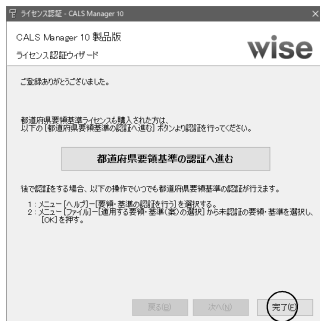 ライセンス認証 - CALS Manager 10
CALS Manager 10 製品版
ライセンス認証ウィザード
wise
ご登録ありがとうございました。
都道府県要領基準ライセンスも購入された方は、
以下の [都道府県要領基準の認証へ進む] ボタンより認証を行ってください。
都道府県要領基準の認証へ進む
後で認証をする場合、以下の操作でいつでも都道府県要領基準の認証が行えます。
1 : メニュー [ヘルプ]-[要領・基準の認証を行う] を選択する。
2 : メニュー [ファイル]-[適用する要領・基準(案)の選択] から未認証の要領・基準を選択し、
[OK] を押す。
戻る(B)
次へ(N)
完了(F)